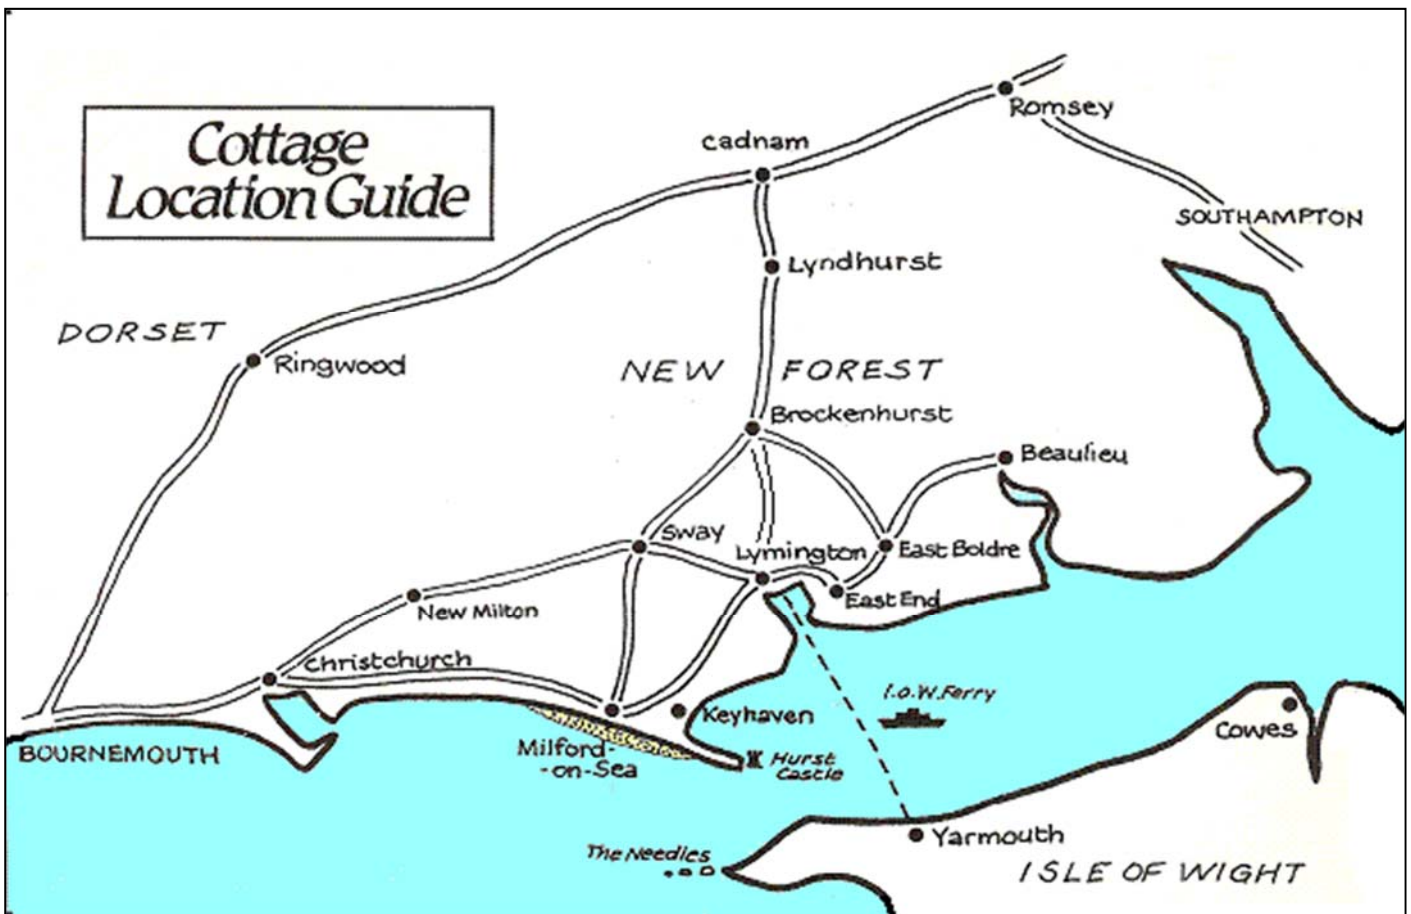 Cottage
Location Guide
Romsey
Cadnam
SOUTHAMPTON
Lyndhurst
DORSET
Ringwood
NEW FOREST
Brockenhurst
Beaulieu
Sway
Lymington
East Boldre
East End
New Milton
Christchurch
I.o.W. Ferry
Keyhaven
Cowes
BOURNEMOUTH
Milford-
-on-Sea
Hurst
Castle
Yarmouth
The Needles
ISLE OF WIGHT